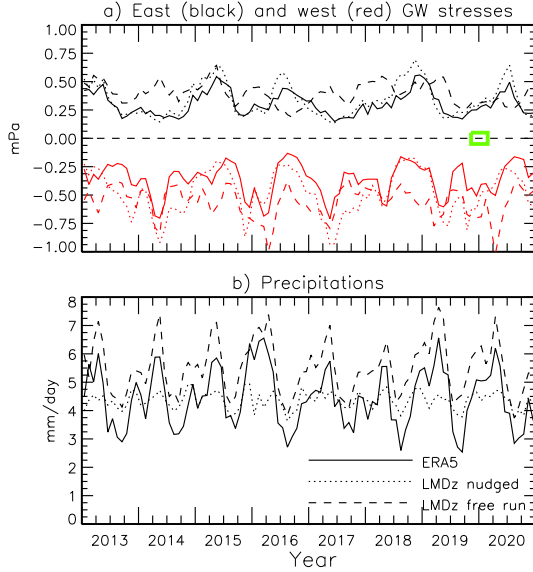 a) East (black) and west (red) GW stresses
1.00
0.75
0.50
0.25
0.00
−0.25
−0.50
−0.75
−1.00
mPa
b) Precipitations
8
7
6
5
4
3
2
1
0
mm/day
ERA5
LMDz nudged
LMDz free run
2013 2014 2015 2016 2017 2018 2019 2020
Year